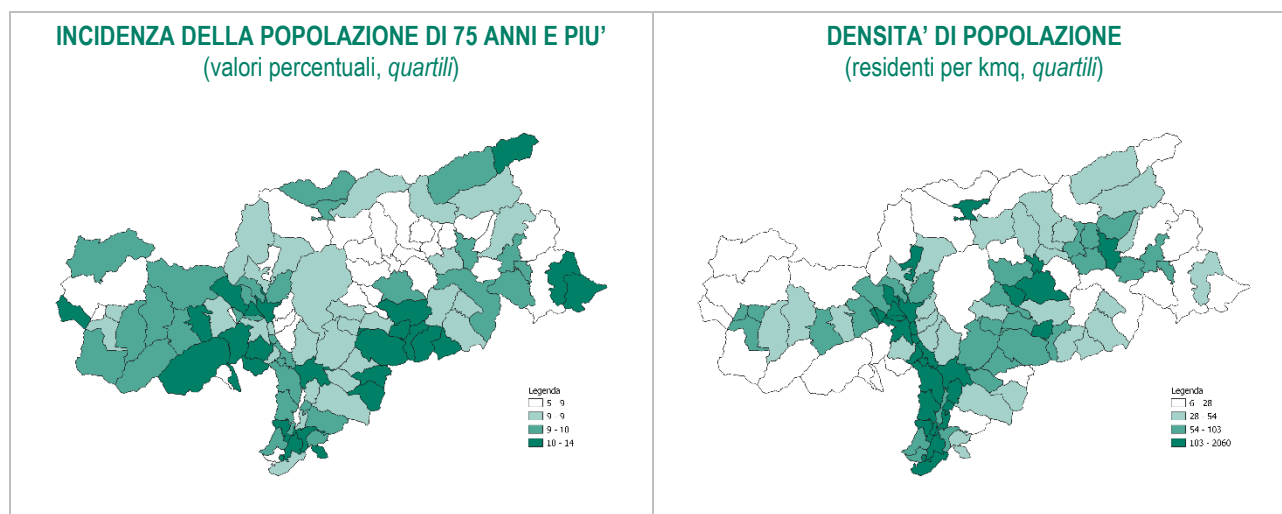 INCIDENZA DELLA POPOLAZIONE DI 75 ANNI E PIU’
(valori percentuali, quartili)
Legenda
5 - 9
9 - 9
9 - 10
10 - 14
DENSITA’ DI POPOLAZIONE
(residenti per kmq, quartili)
Legenda
6 - 28
28 - 54
54 - 103
103 - 2060